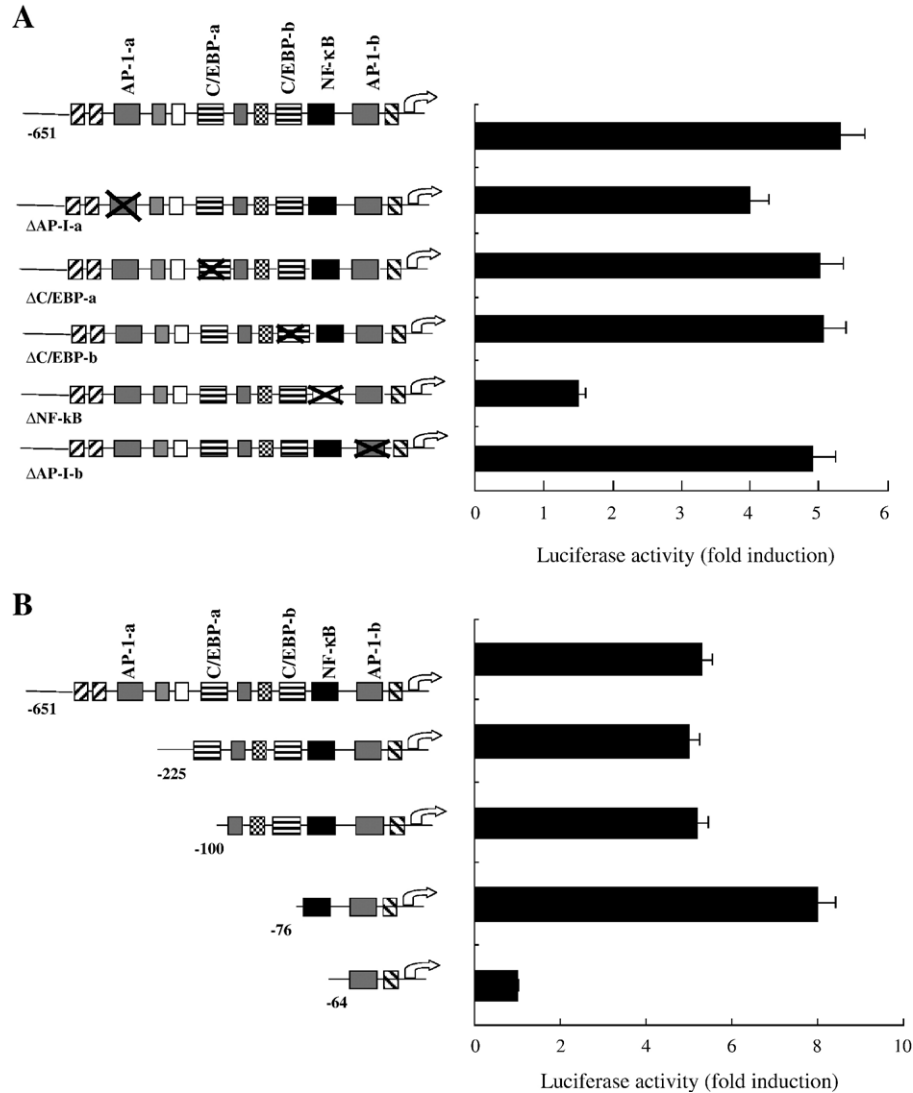 A
AP-1-a
C/EBP-a
C/EBP-b
NF-κB
AP-1-b
-651
ΔAP-I-a
ΔC/EBP-a
ΔC/EBP-b
ΔNF-kB
ΔAP-I-b
0 1 2 3 4 5 6
Luciferase activity (fold induction)
B
AP-1-a
C/EBP-a
C/EBP-b
NF-κB
AP-1-b
-651
-225
-100
-76
-64
0 2 4 6 8 10
Luciferase activity (fold induction)